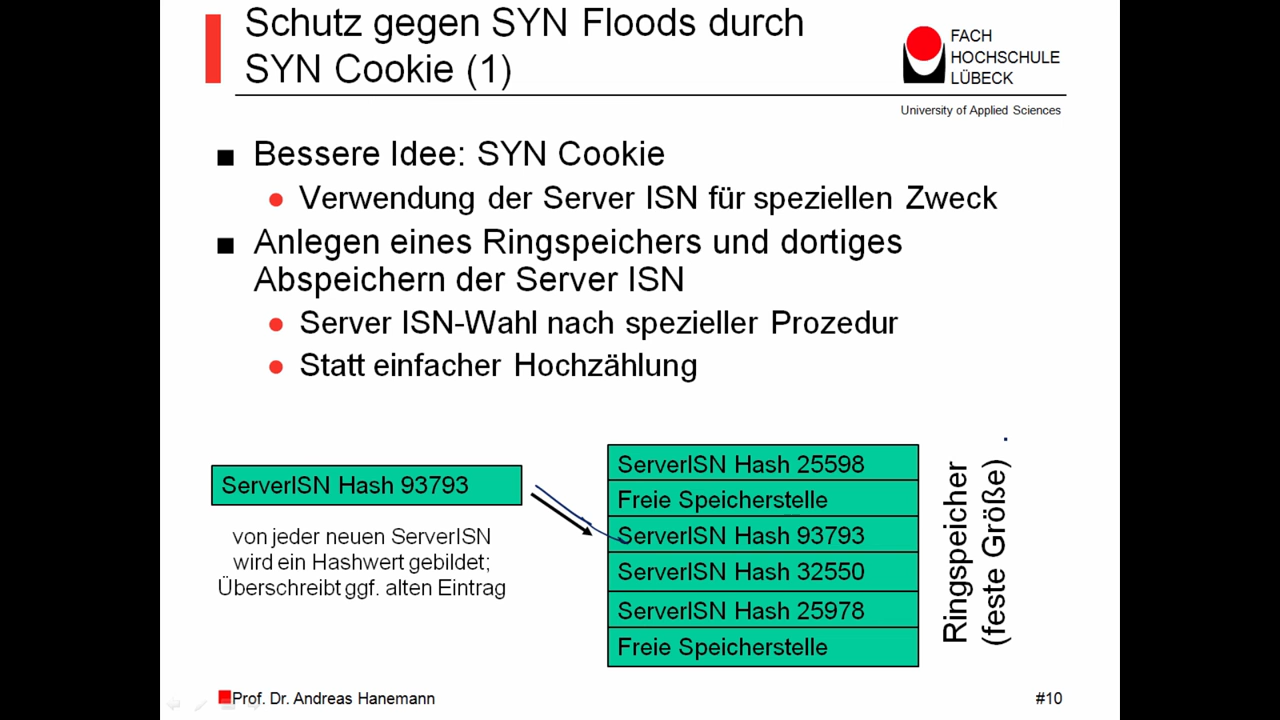 Schutz gegen SYN Floods durch
SYN Cookie (1)
FACH
HOCHSCHULE
LÜBECK
University of Applied Sciences
Bessere Idee: SYN Cookie
Verwendung der Server ISN für speziellen Zweck
Anlegen eines Ringspeichers und dortiges
Abspeichern der Server ISN
Server ISN-Wahl nach spezieller Prozedur
Statt einfacher Hochzählung
ServerISN Hash 93793
von jeder neuen ServerISN
wird ein Hashwert gebildet;
Überschreibt ggf. alten Eintrag
ServerISN Hash 25598
Freie Speicherstelle
ServerISN Hash 93793
ServerISN Hash 32550
ServerISN Hash 25978
Freie Speicherstelle
Ringspeicher
(feste Größe)
Prof. Dr. Andreas Hanemann
#10